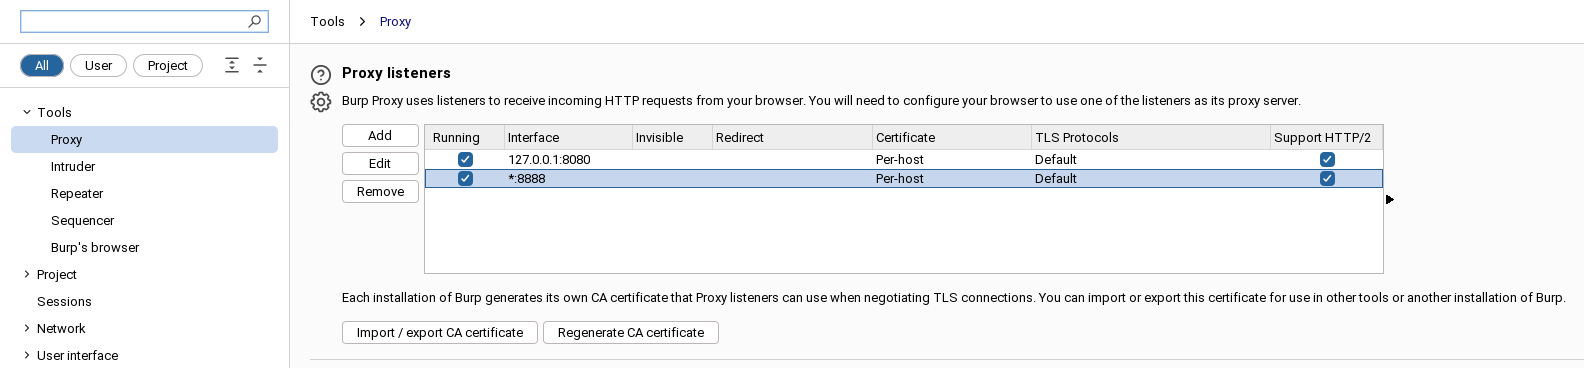 Tools > Proxy
All User Project
Tools
Proxy
Intruder
Repeater
Sequencer
Burp's browser
Project
Sessions
Network
User interface
Proxy listeners
Burp Proxy uses listeners to receive incoming HTTP requests from your browser. You will need to configure your browser to use one of the listeners as its proxy server.
Add
Edit
Remove
Running Interface Invisible Redirect Certificate TLS Protocols Support HTTP/2
127.0.0.1:8080 Per-host Default
*:8888 Per-host Default
Each installation of Burp generates its own CA certificate that Proxy listeners can use when negotiating TLS connections. You can import or export this certificate for use in other tools or another installation of Burp.
Import / export CA certificate Regenerate CA certificate